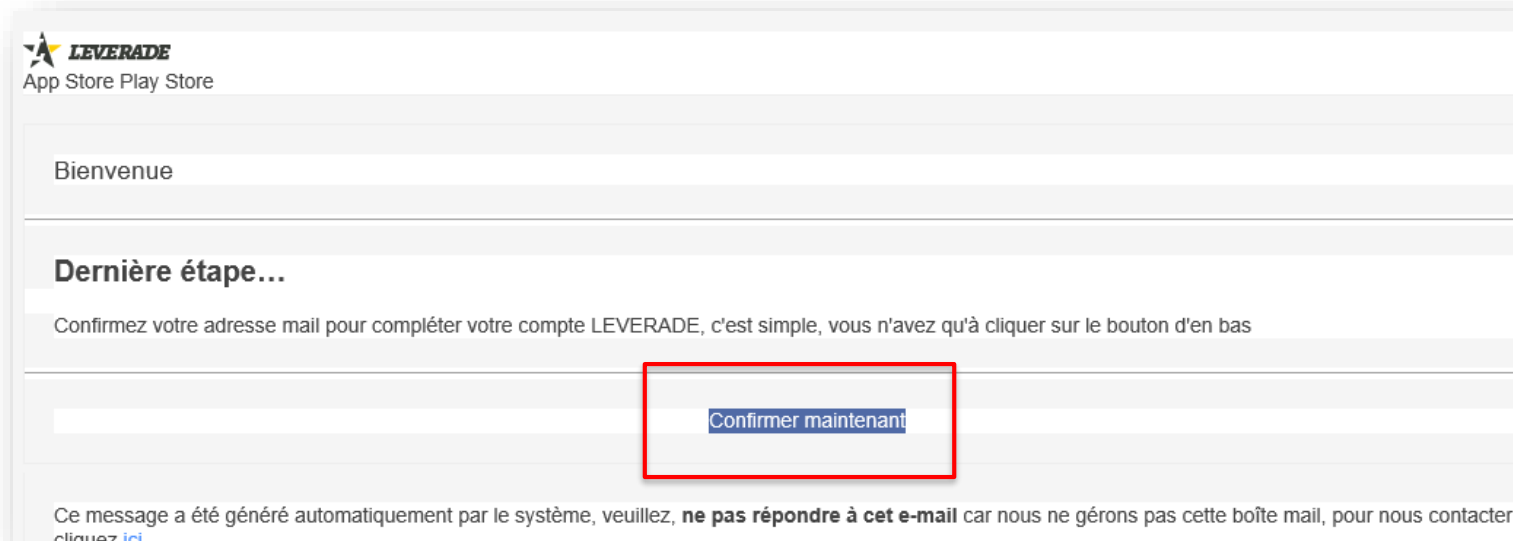 LEVERADE
App Store Play Store
Bienvenue
Dernière étape…
Confirmez votre adresse mail pour compléter votre compte LEVERADE, c'est simple, vous n'avez qu'à cliquer sur le bouton d'en bas
Confirmer maintenant
Ce message a été généré automatiquement par le système, veuillez, ne pas répondre à cet e-mail car nous ne gérons pas cette boîte mail, pour nous contacter
cliquez ici